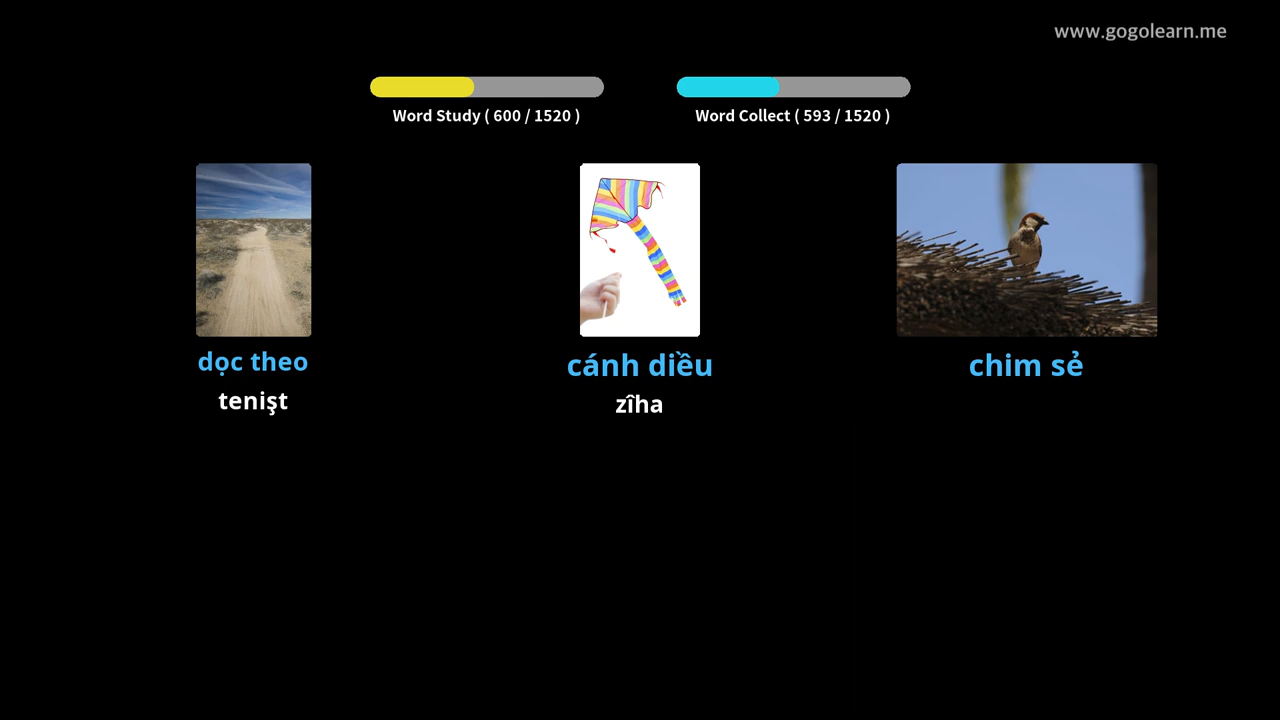 www.gogolearn.me
Word Study ( 600 / 1520 )
Word Collect ( 593 / 1520 )
dọc theo
tenişt
cánh diều
zîha
chim sẻ